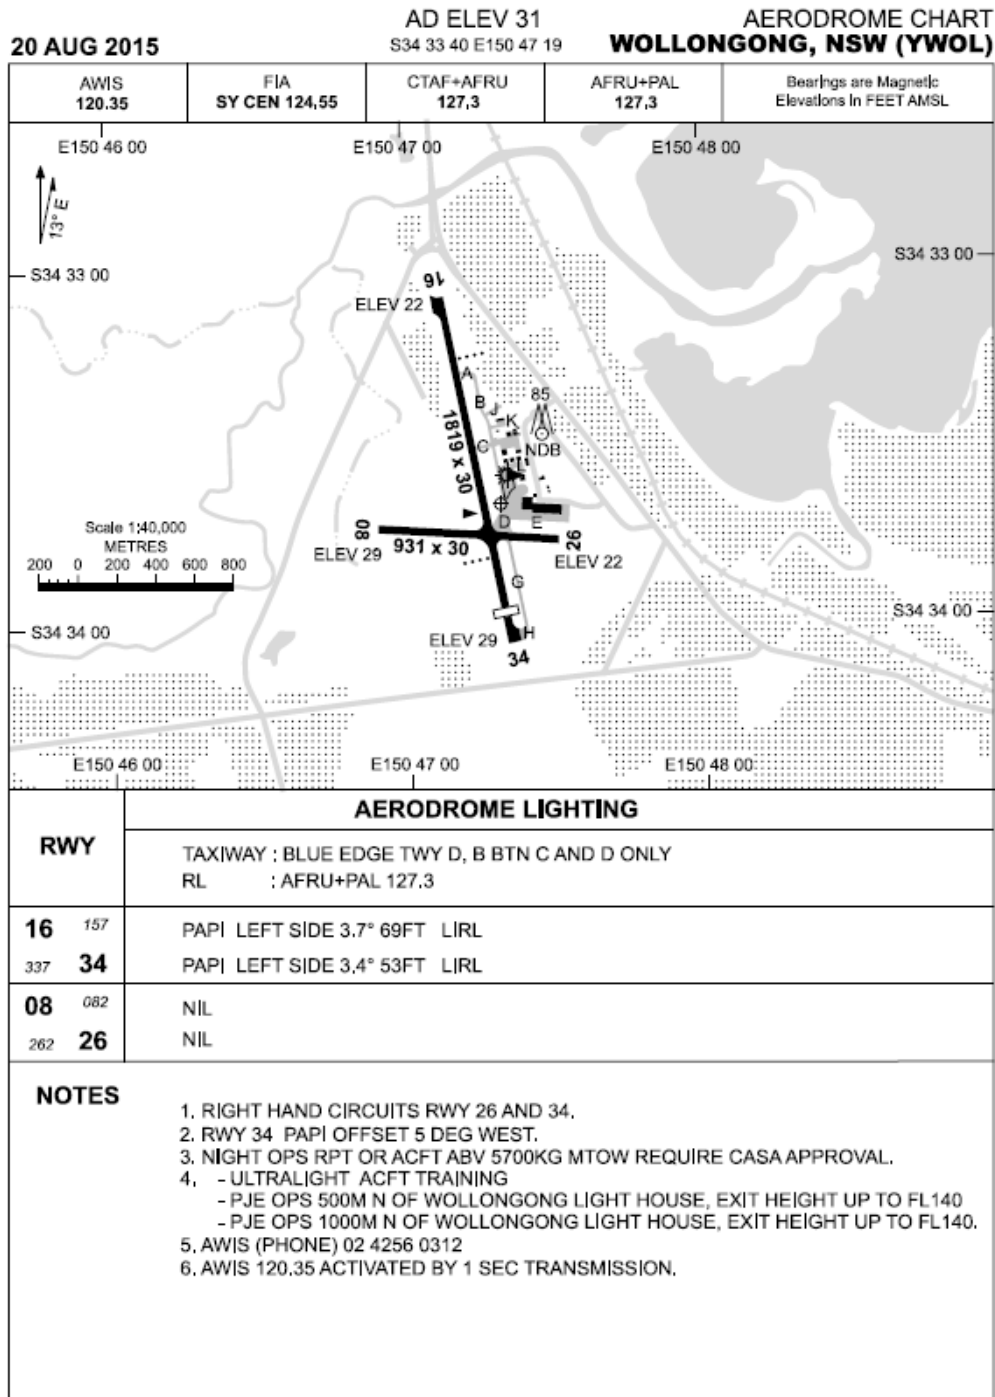 AD ELEV 31
AERODROME CHART
20 AUG 2015
S34 33 40 E150 47 19
WOLLONGONG, NSW (YWOL)
AWIS
120.35
FIA
SY CEN 124.55
CTAF+AFRU
127.3
AFRU+PAL
127.3
Bearings are Magnetic
Elevations in FEET AMSL
E150 46 00
E150 47 00
E150 48 00
13° E
S34 33 00
S34 33 00
16
ELEV 22
A
B
J
K
85
C
NDB
1819 x 30
L
D
E
Scale 1:40,000
METRES
200 0 200 400 600 800
08
ELEV 29
931 x 30
26
ELEV 22
G
S34 34 00
S34 34 00
ELEV 29
H
34
E150 46 00
E150 47 00
E150 48 00
RWY
AERODROME LIGHTING
TAXIWAY : BLUE EDGE TWY D, B BTN C AND D ONLY
RL : AFRU+PAL 127.3
16 157 PAPI LEFT SIDE 3.7° 69FT LIRL
337 34 PAPI LEFT SIDE 3.4° 53FT LIRL
08 082 NIL
262 26 NIL
NOTES
1. RIGHT HAND CIRCUITS RWY 26 AND 34.
2. RWY 34 PAPI OFFSET 5 DEG WEST.
3. NIGHT OPS RPT OR ACFT ABV 5700KG MTOW REQUIRE CASA APPROVAL.
4. - ULTRALIGHT ACFT TRAINING
- PJE OPS 500M N OF WOLLONGONG LIGHT HOUSE, EXIT HEIGHT UP TO FL140
- PJE OPS 1000M N OF WOLLONGONG LIGHT HOUSE, EXIT HEIGHT UP TO FL140.
5. AWIS (PHONE) 02 4256 0312
6. AWIS 120.35 ACTIVATED BY 1 SEC TRANSMISSION.